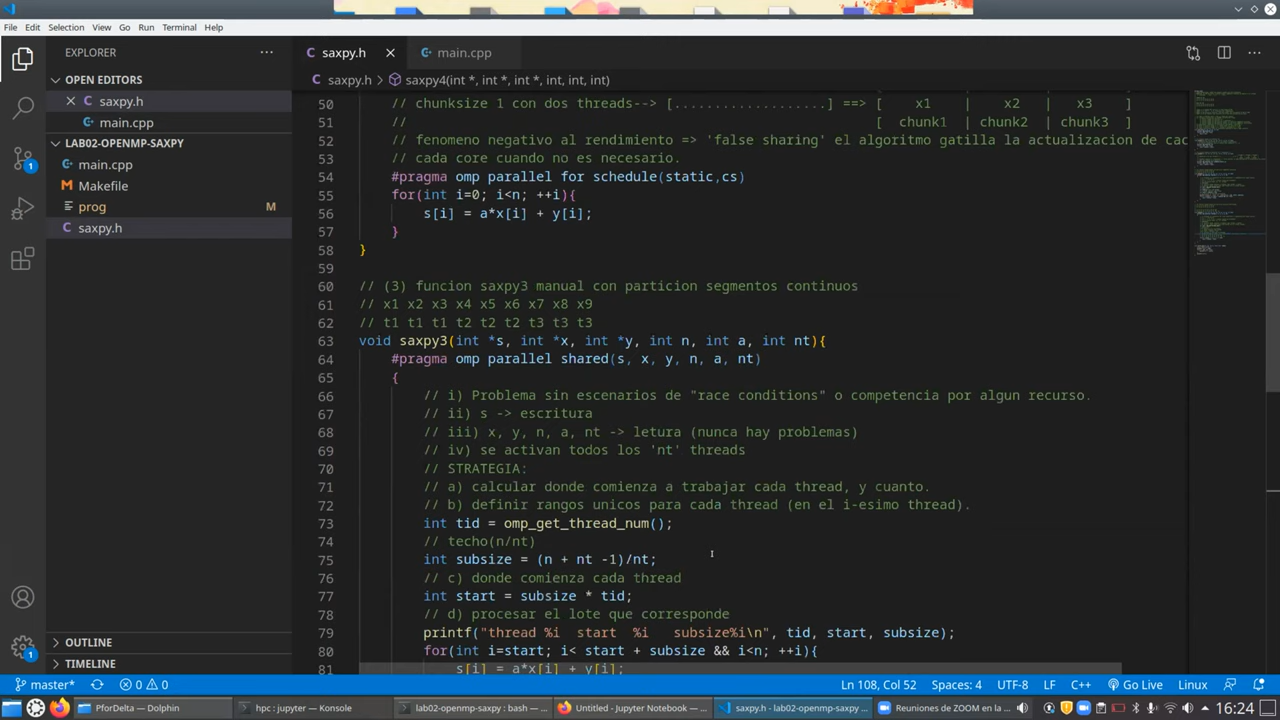 File Edit Selection View Go Run Terminal Help
EXPLORER
OPEN EDITORS
saxpy.h
main.cpp
LAB02-OPENMP-SAXPY
main.cpp
Makefile
prog M
saxpy.h
OUTLINE
TIMELINE
saxpy.h main.cpp
saxpy.h > saxpy4(int *, int *, int *, int, int, int)
50 // chunksize 1 con dos threads--> [...................] ==> [ x1 | x2 | x3 ]
51 // [ chunk1 | chunk2 | chunk3 ]
52 // fenomeno negativo al rendimiento => 'false sharing' el algoritmo gatilla la actualizacion de cac
53 // cada core cuando no es necesario.
54 #pragma omp parallel for schedule(static,cs)
55 for(int i=0; i<n; ++i){
56 s[i] = a*x[i] + y[i];
57 }
58 }
59
60 // (3) funcion saxpy3 manual con particion segmentos continuos
61 // x1 x2 x3 x4 x5 x6 x7 x8 x9
62 // t1 t1 t1 t2 t2 t2 t3 t3 t3
63 void saxpy3(int *s, int *x, int *y, int n, int a, int nt){
64 #pragma omp parallel shared(s, x, y, n, a, nt)
65 {
66 // i) Problema sin escenarios de "race conditions" o competencia por algun recurso.
67 // ii) s -> escritura
68 // iii) x, y, n, a, nt -> letura (nunca hay problemas)
69 // iv) se activan todos los 'nt' threads
70 // STRATEGIA:
71 // a) calcular donde comienza a trabajar cada thread, y cuanto.
72 // b) definir rangos unicos para cada thread (en el i-esimo thread).
73 int tid = omp_get_thread_num();
74 // techo(n/nt)
75 int subsize = (n + nt -1)/nt;
76 // c) donde comienza cada thread
77 int start = subsize * tid;
78 // d) procesar el lote que corresponde
79 printf("thread %i start %i subsize%i\n", tid, start, subsize);
80 for(int i=start; i< start + subsize && i<n; ++i){
81 s[i] = a*x[i] + y[i];
master* 0 0 Ln 108, Col 52 Spaces: 4 UTF-8 LF C++ Go Live Linux
PforDelta — Dolphin hpc : jupyter — Konsole lab02-openmp-saxpy : bash — ... Untitled - Jupyter Notebook — ... saxpy.h - lab02-openmp-saxpy ... Reuniones de ZOOM en la ... 16:24